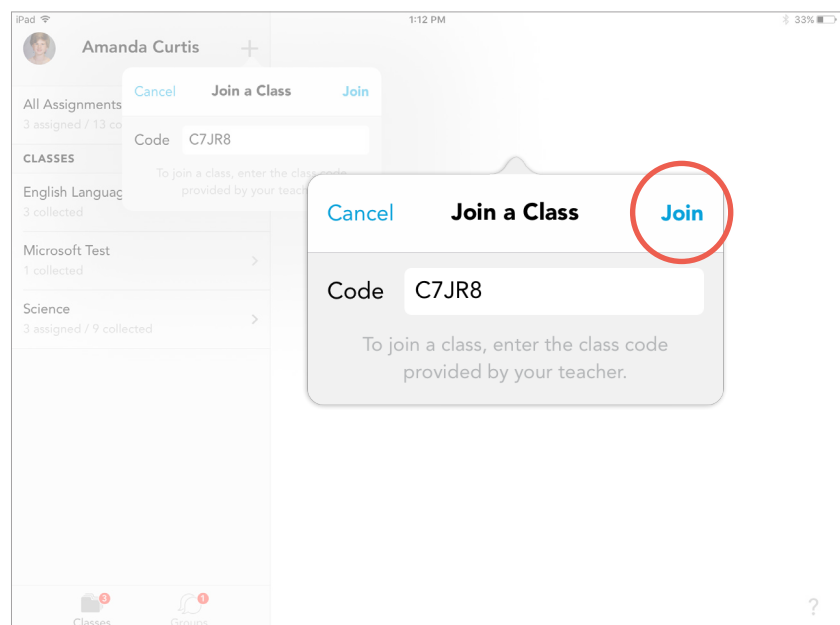 iPad 1:12 PM 33%
Amanda Curtis +
Cancel Join a Class Join
All Assignments
3 assigned / 13 co
Code C7JR8
To join a class, enter the class code
provided by your teach
CLASSES
English Languag
3 collected
Microsoft Test
1 collected
Science
3 assigned / 9 collected
Cancel Join a Class Join
Code C7JR8
To join a class, enter the class code
provided by your teacher.
3 1
Classes Groups
?